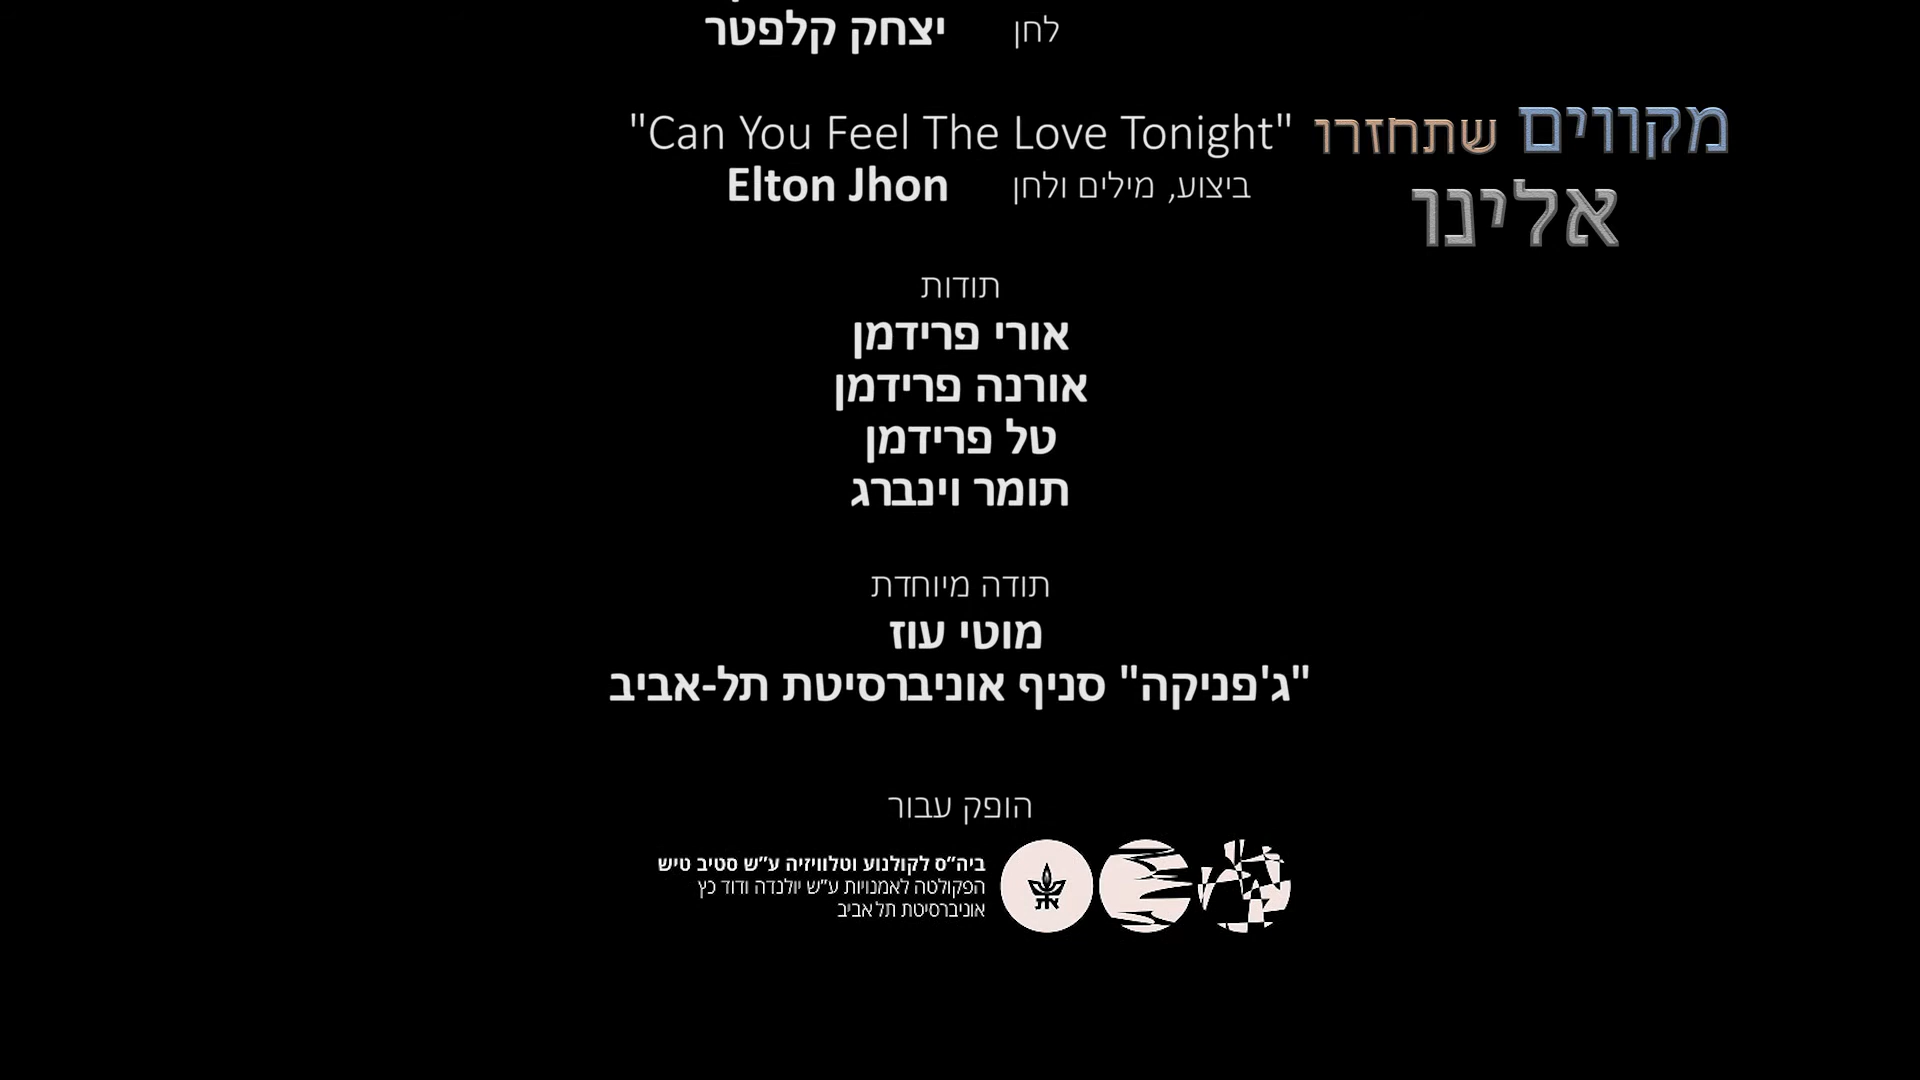 לחן יצחק קלפטר
"Can You Feel The Love Tonight"
ביצוע, מילים ולחן Elton Jhon
מקווים שתחזרו
אלינו
תודות
אורי פרידמן
אורנה פרידמן
טל פרידמן
תומר וינברג
תודה מיוחדת
מוטי עוז
"ג'פניקה" סניף אוניברסיטת תל-אביב
הופק עבור
ביה״ס לקולנוע וטלוויזיה ע״ש סטיב טיש
הפקולטה לאמנויות ע״ש יולנדה ודוד כץ
אוניברסיטת תל אביב